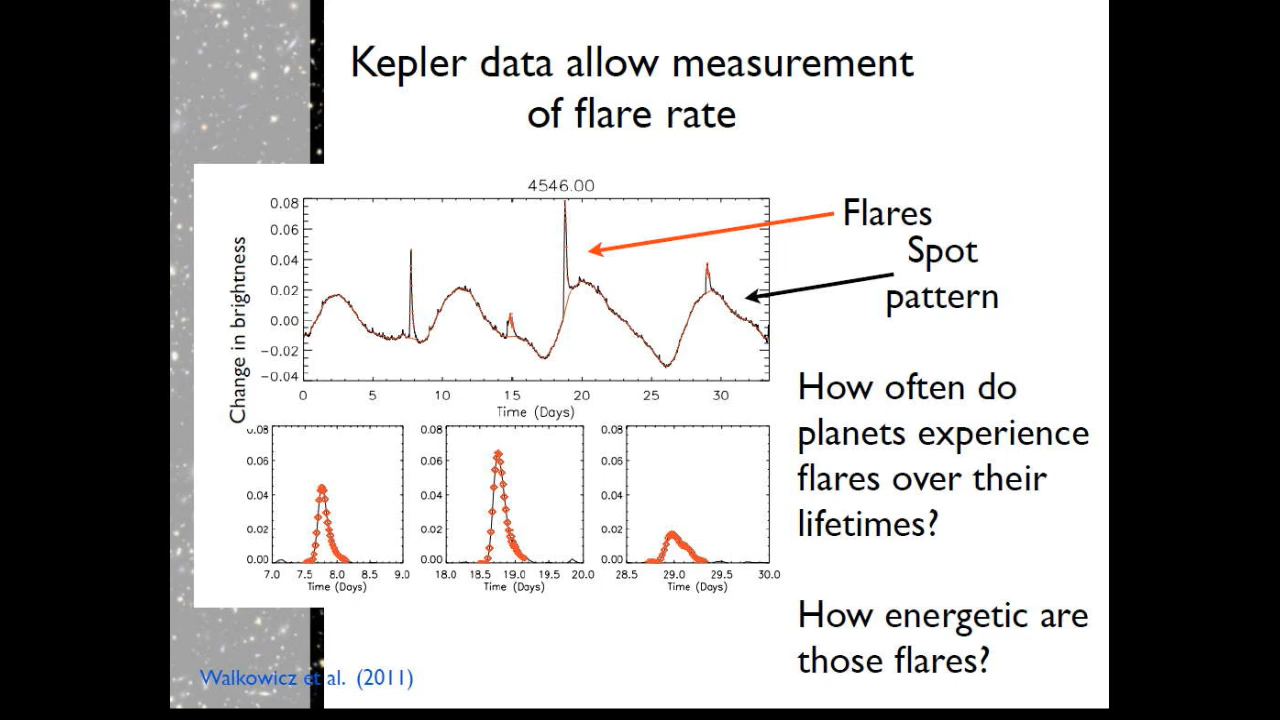 Kepler data allow measurement
of flare rate
4546.00
Flares
Spot
pattern
Change in brightness
0.08
0.06
0.04
0.02
0.00
−0.02
−0.04
0 5 10 15 20 25 30
Time (Days)
0.08
0.06
0.04
0.02
0.00
7.0 7.5 8.0 8.5 9.0
Time (Days)
0.08
0.06
0.04
0.02
0.00
18.0 18.5 19.0 19.5 20.0
Time (Days)
0.08
0.06
0.04
0.02
0.00
28.5 29.0 29.5 30.0
Time (Days)
How often do
planets experience
flares over their
lifetimes?
How energetic are
those flares?
Walkowicz et al. (2011)